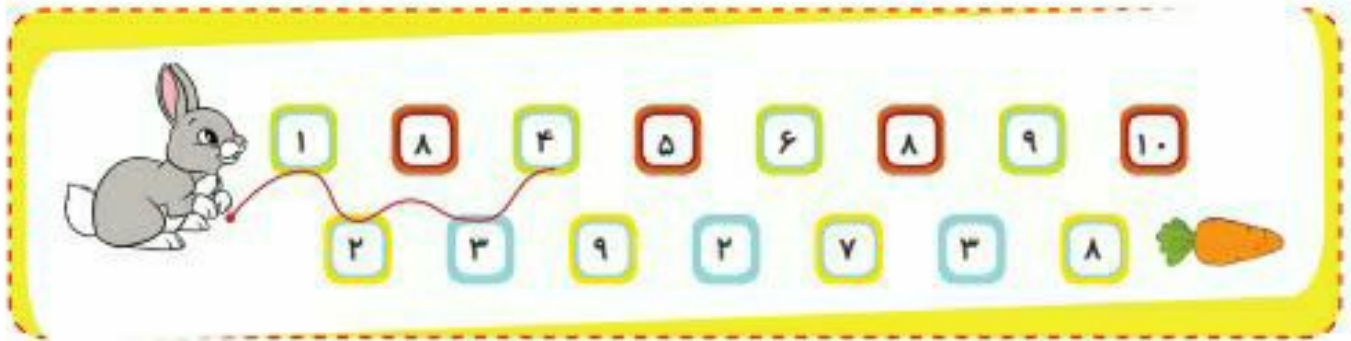 ۱ ۸ ۴ ۵ ۶ ۸ ۹ ۱۰
۲ ۳ ۹ ۲ ۷ ۳ ۸